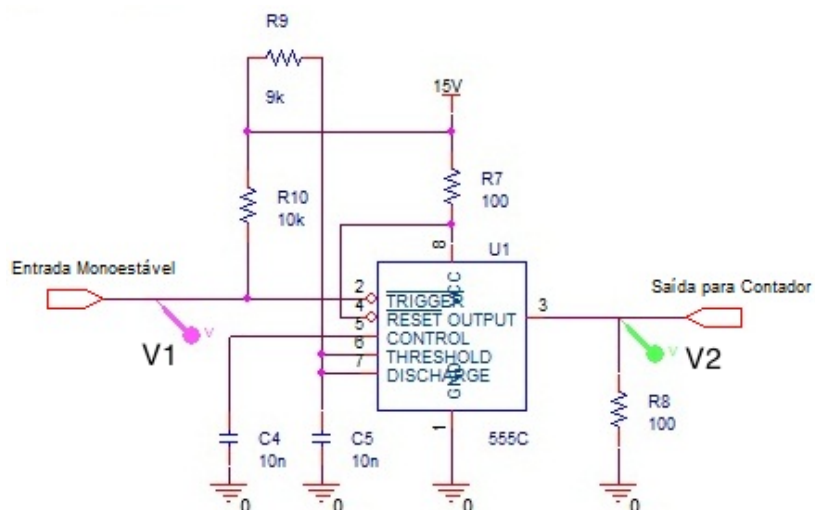 R9
9k
15V
R10
10k
R7
100
8
U1
Entrada Monoestável
Saída para Contador
VCC
2
TRIGGER
4
RESET
OUTPUT
3
5
CONTROL
6
THRESHOLD
7
DISCHARGE
GND
V
V1
V
V2
1
555C
R8
100
C4
10n
C5
10n
0
0
0
0